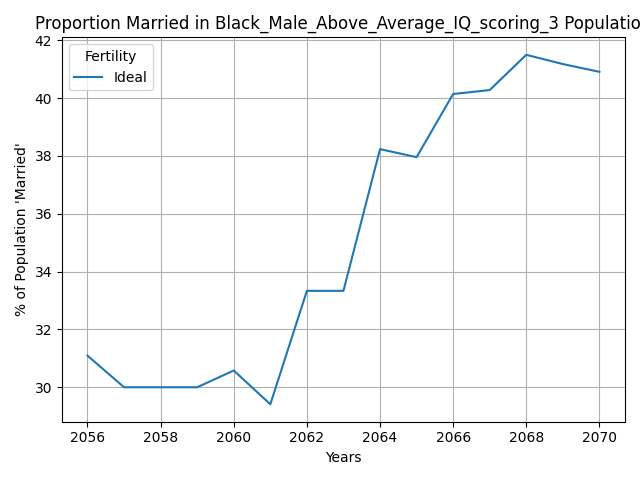 Proportion Married in Black_Male_Above_Average_IQ_scoring_3 Populatio
Fertility
Ideal
% of Population 'Married'
42
40
38
36
34
32
30
2056 2058 2060 2062 2064 2066 2068 2070
Years